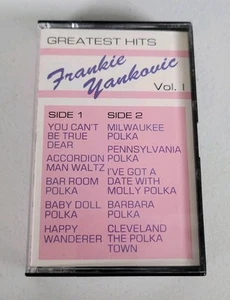 GREATEST HITS
Frankie
Yankovic
Vol. I
SIDE 1
YOU CAN'T
BE TRUE
DEAR
ACCORDION
MAN WALTZ
BAR ROOM
POLKA
BABY DOLL
POLKA
HAPPY
WANDERER
SIDE 2
MILWAUKEE
POLKA
PENNSYLVANIA
POLKA
I'VE GOT A
DATE WITH
MOLLY POLKA
BARBARA
POLKA
CLEVELAND
THE POLKA
TOWN